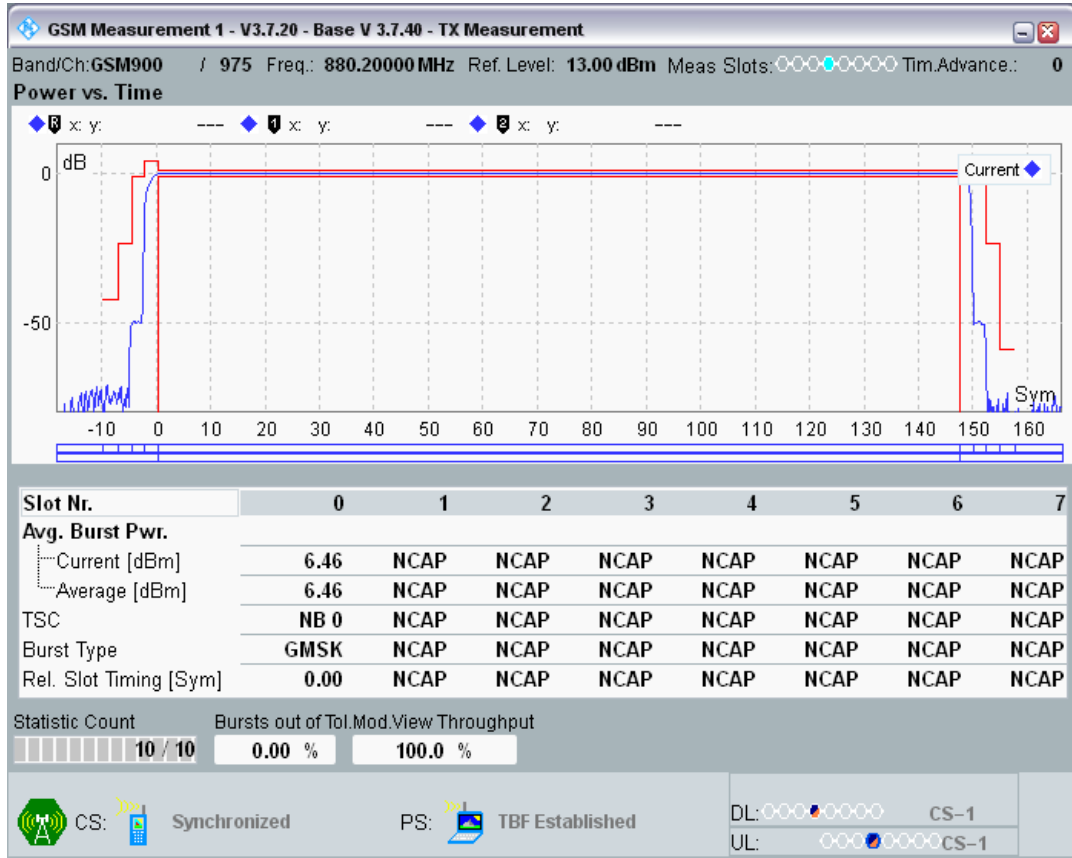 GSM Measurement 1 - V3.7.20 - Base V 3.7.40 - TX Measurement
Band/Ch:GSM900 / 975 Freq.: 880.20000 MHz Ref. Level: 13.00 dBm Meas Slots: Tim.Advance.: 0
Power vs. Time
R x: y: --- 1 x: y: --- 2 x: y: ---
dB
0
Current
-50
Sym
-10 0 10 20 30 40 50 60 70 80 90 100 110 120 130 140 150 160
Slot Nr. 0 1 2 3 4 5 6 7
Avg. Burst Pwr.
Current [dBm] 6.46 NCAP NCAP NCAP NCAP NCAP NCAP NCAP
Average [dBm] 6.46 NCAP NCAP NCAP NCAP NCAP NCAP NCAP
TSC NB 0 NCAP NCAP NCAP NCAP NCAP NCAP NCAP
Burst Type GMSK NCAP NCAP NCAP NCAP NCAP NCAP NCAP
Rel. Slot Timing [Sym] 0.00 NCAP NCAP NCAP NCAP NCAP NCAP NCAP
Statistic Count Bursts out of Tol. Mod.View Throughput
10 / 10 0.00 % 100.0 %
CS: Synchronized PS: TBF Established DL: CS-1
UL: CS-1